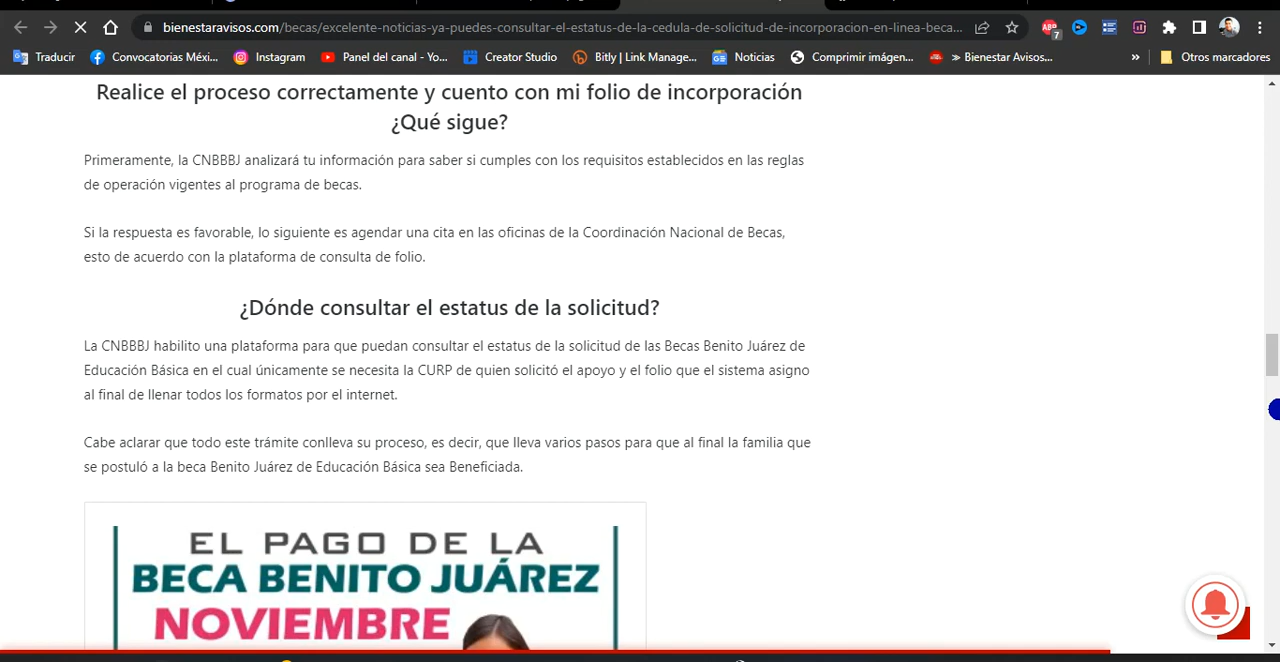 bienestaravisos.com/becas/excelente-noticias-ya-puedes-consultar-el-estatus-de-la-cedula-de-solicitud-de-incorporacion-en-linea-beca...
ABP
7
Traducir
Convocatorias Méxi...
Instagram
Panel del canal - Yo...
Creator Studio
Bitly | Link Manage...
Noticias
Comprimir imágen...
» Bienestar Avisos...
»
Otros marcadores
Realice el proceso correctamente y cuento con mi folio de incorporación
¿Qué sigue?
Primeramente, la CNBBBJ analizará tu información para saber si cumples con los requisitos establecidos en las reglas
de operación vigentes al programa de becas.
Si la respuesta es favorable, lo siguiente es agendar una cita en las oficinas de la Coordinación Nacional de Becas,
esto de acuerdo con la plataforma de consulta de folio.
¿Dónde consultar el estatus de la solicitud?
La CNBBBJ habilito una plataforma para que puedan consultar el estatus de la solicitud de las Becas Benito Juárez de
Educación Básica en el cual únicamente se necesita la CURP de quien solicitó el apoyo y el folio que el sistema asigno
al final de llenar todos los formatos por el internet.
Cabe aclarar que todo este trámite conlleva su proceso, es decir, que lleva varios pasos para que al final la familia que
se postuló a la beca Benito Juárez de Educación Básica sea Beneficiada.
EL PAGO DE LA
BECA BENITO JUÁREZ
NOVIEMBRE